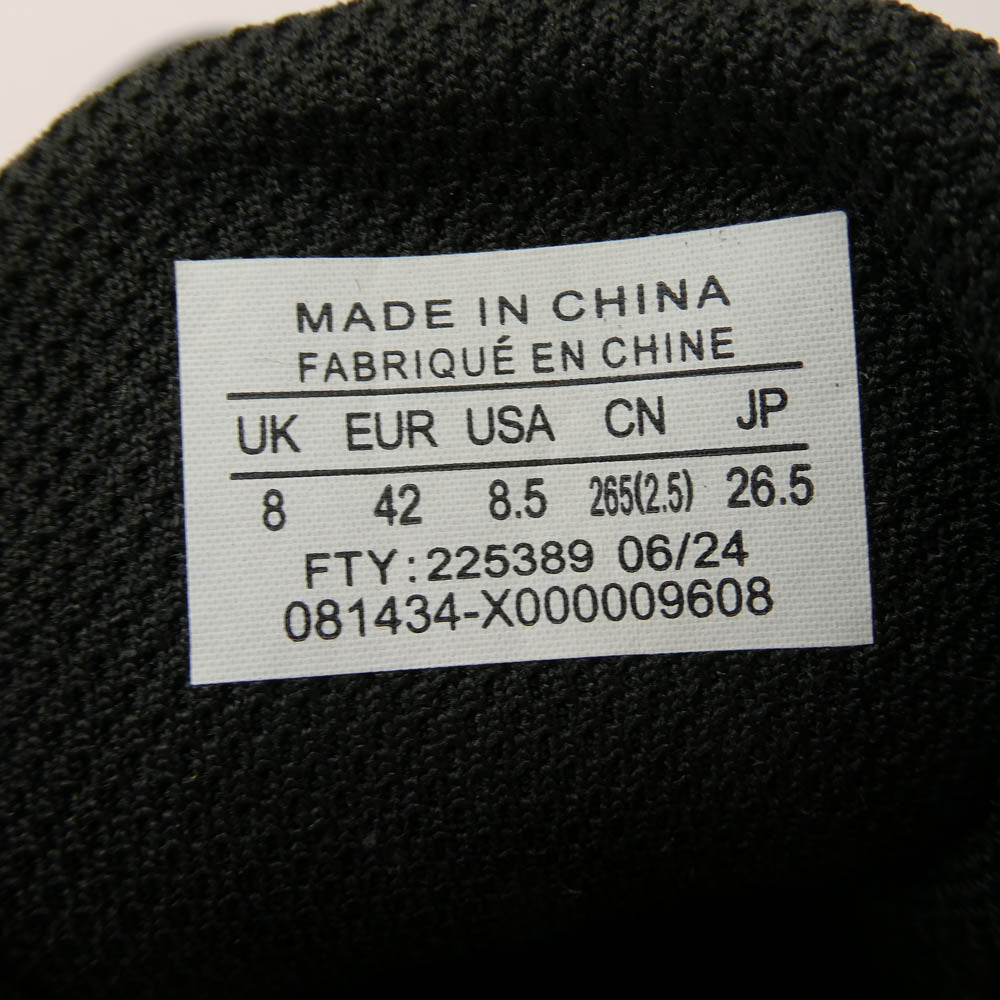 MADE IN CHINA
FABRIQUÉ EN CHINE
UK EUR USA CN JP
8 42 8.5 265(2.5) 26.5
FTY:225389 06/24
081434-X000009608